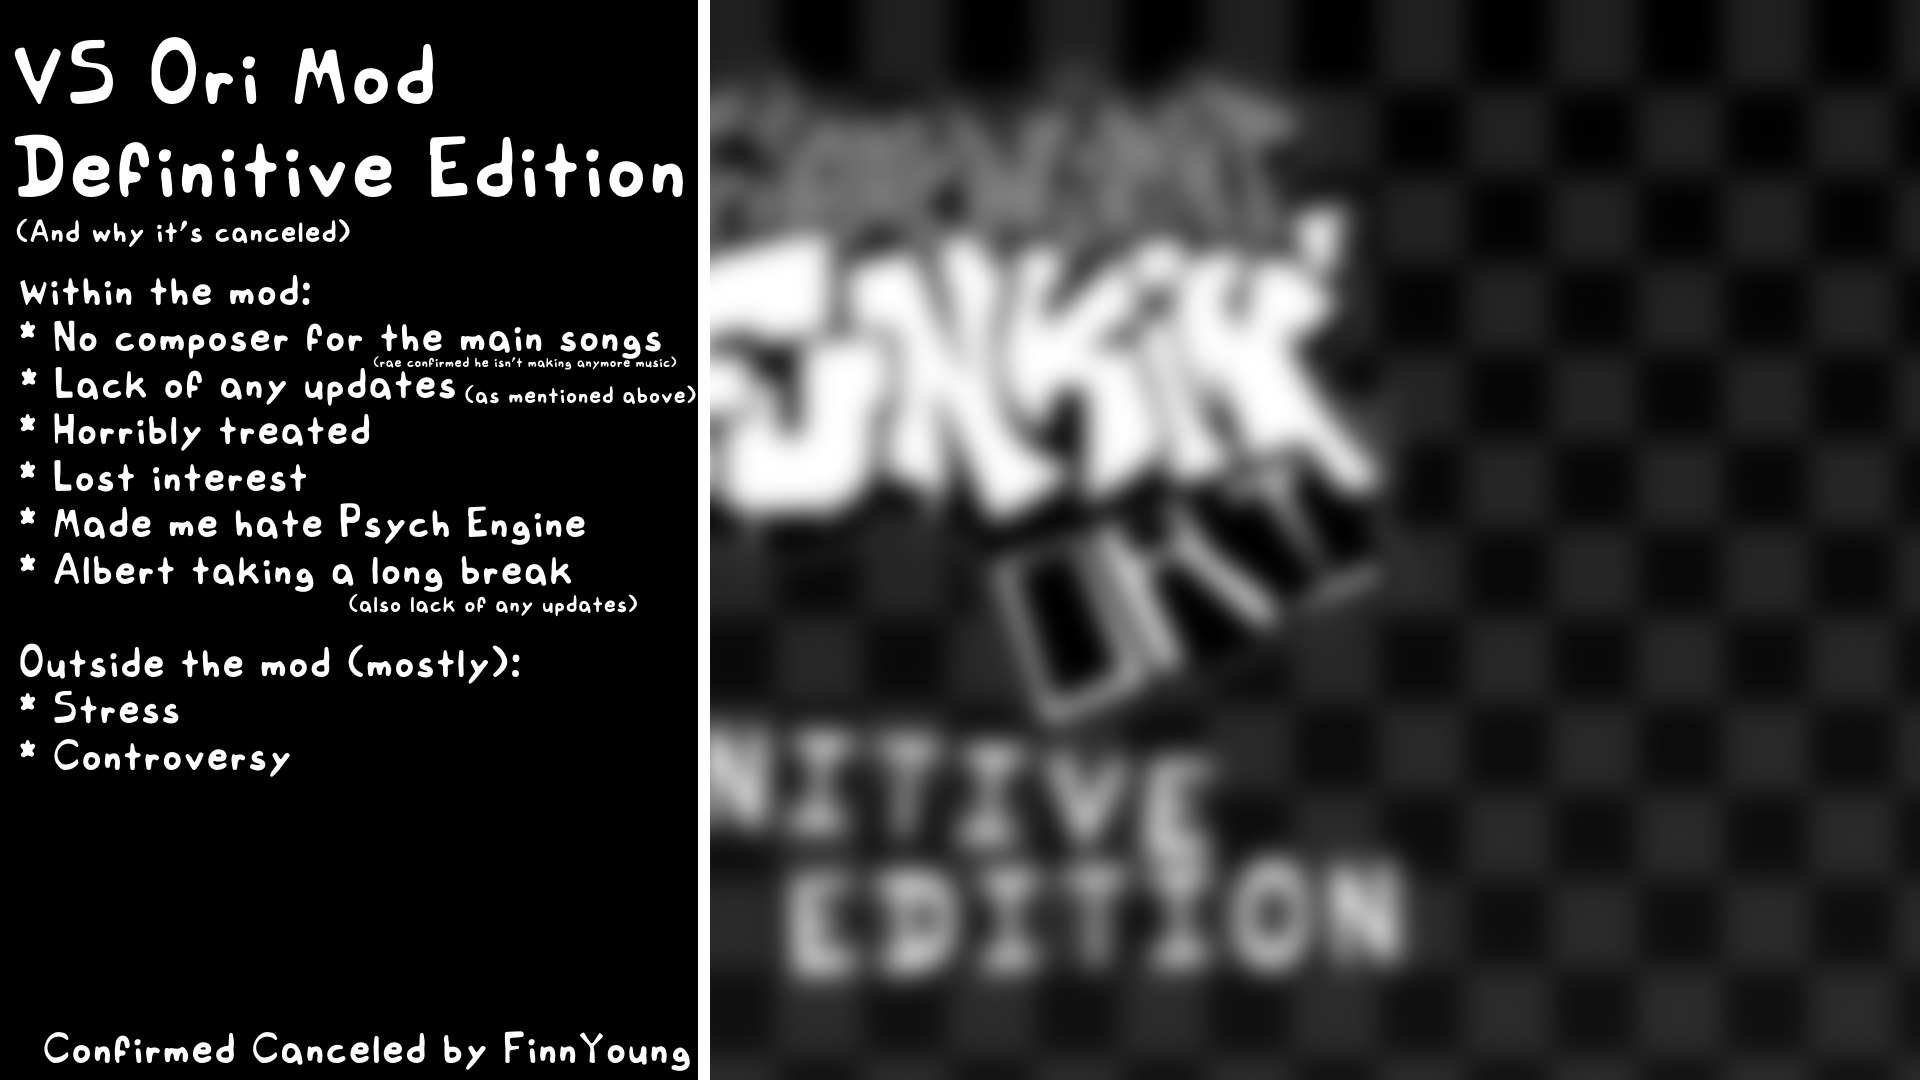 VS Ori Mod
Definitive Edition
(And why it's canceled)
Within the mod:
* No composer for the main songs
(rae confirmed he isn't making anymore music)
* Lack of any updates (as mentioned above)
* Horribly treated
* Lost interest
* Made me hate Psych Engine
* Albert taking a long break
(also lack of any updates)
Outside the mod (mostly):
* Stress
* Controversy
Confirmed Canceled by FinnYoung
NITIVE
EDITION